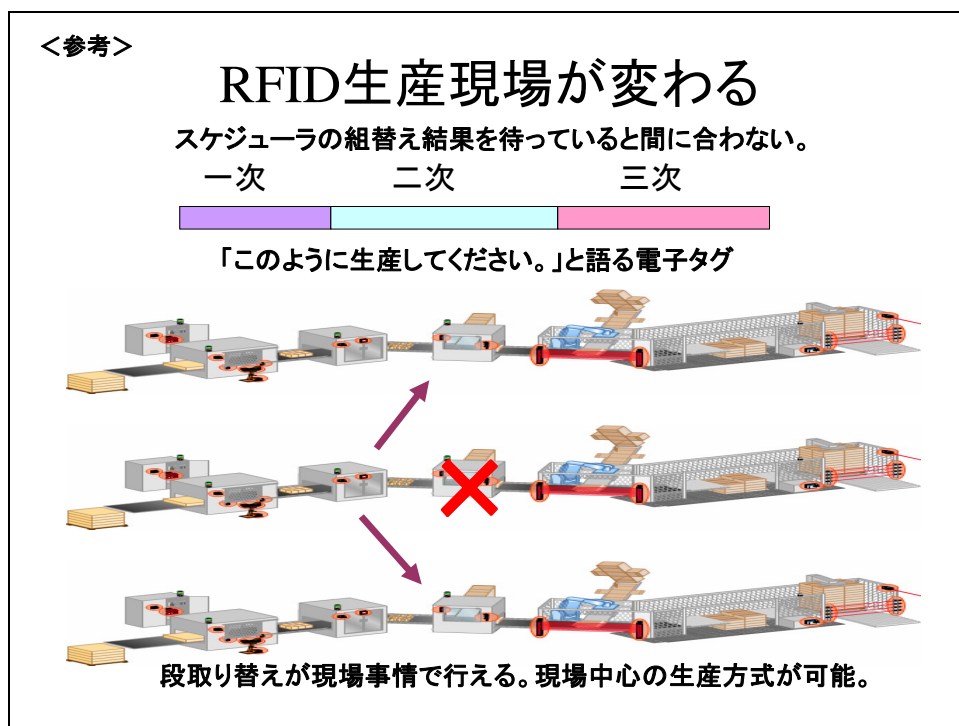 ＜参考＞
RFID生産現場が変わる
スケジューラの組替え結果を待っていると間に合わない。
一次 二次 三次
「このように生産してください。」と語る電子タグ
段取り替えが現場事情で行える。現場中心の生産方式が可能。